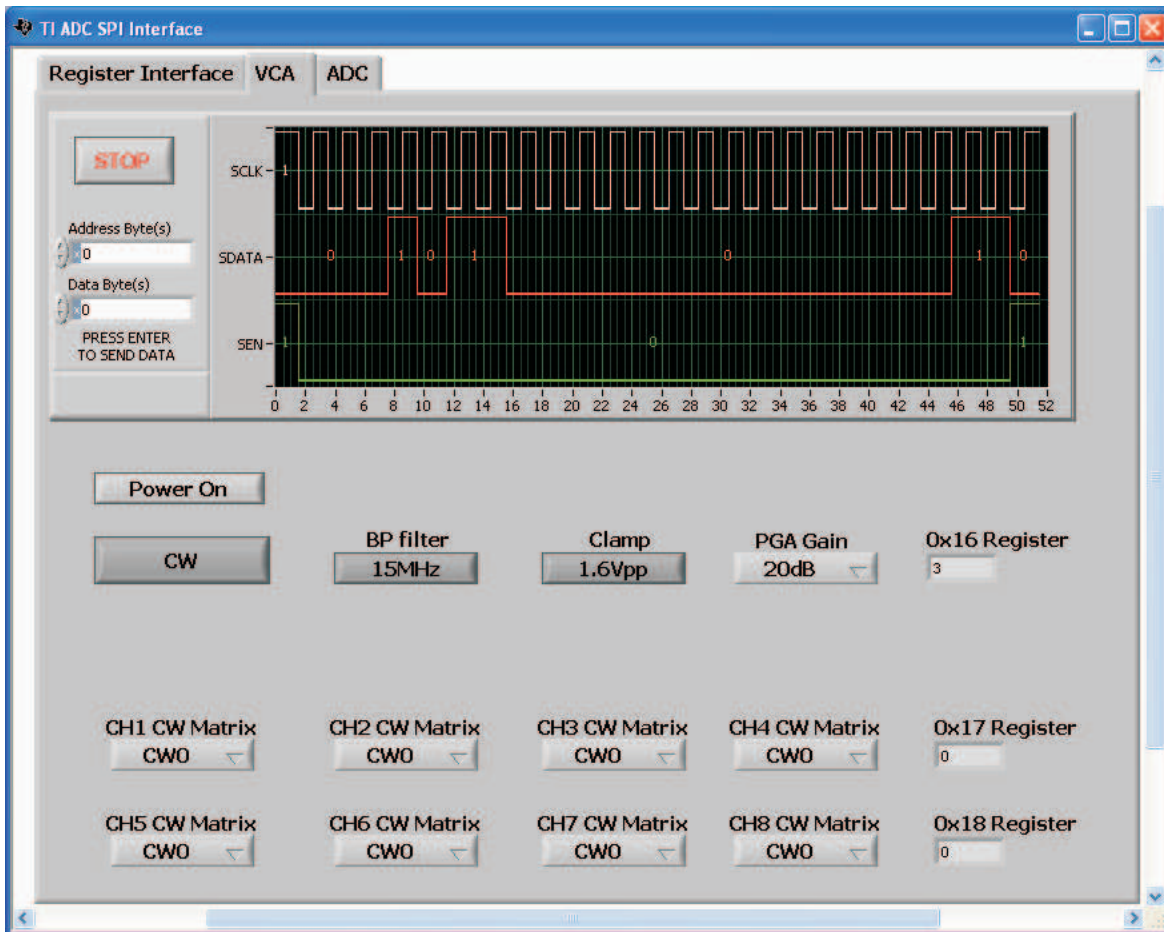 TI ADC SPI Interface
Register Interface VCA ADC
STOP
Address Byte(s)
x 0
Data Byte(s)
x 0
PRESS ENTER
TO SEND DATA
SCLK 1
SDATA 0 1 0 1 0 1 0
SEN 1 0 1
0 2 4 6 8 10 12 14 16 18 20 22 24 26 28 30 32 34 36 38 40 42 44 46 48 50 52
Power On
CW
BP filter Clamp PGA Gain 0x16 Register
15MHz 1.6Vpp 20dB 3
CH1 CW Matrix CH2 CW Matrix CH3 CW Matrix CH4 CW Matrix 0x17 Register
CW0 CW0 CW0 CW0 0
CH5 CW Matrix CH6 CW Matrix CH7 CW Matrix CH8 CW Matrix 0x18 Register
CW0 CW0 CW0 CW0 0